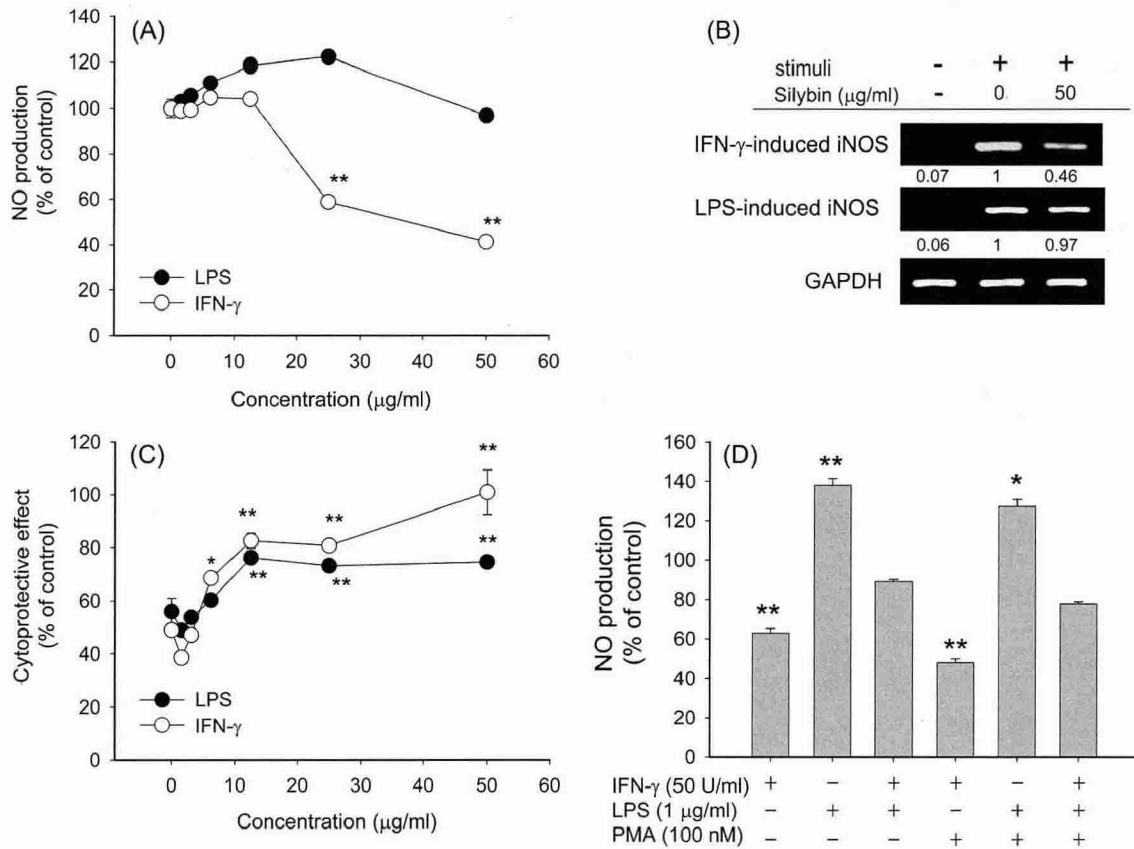 (A)
NO production
(% of control)
140
120
100
80
60
40
20
0
**
**
LPS
IFN-γ
0 10 20 30 40 50 60
Concentration (μg/ml)
(B)
stimuli - + +
Silybin (μg/ml) - 0 50
IFN-γ-induced iNOS
0.07 1 0.46
LPS-induced iNOS
0.06 1 0.97
GAPDH
(C)
Cytoprotective effect
(% of control)
120
100
80
60
40
20
0
*
**
**
**
**
**
**
LPS
IFN-γ
0 10 20 30 40 50 60
Concentration (μg/ml)
(D)
NO production
(% of control)
160
140
120
100
80
60
40
20
0
**
**
**
*
IFN-γ (50 U/ml) + − + + − +
LPS (1 μg/ml) − + + − + +
PMA (100 nM) − − − + + +